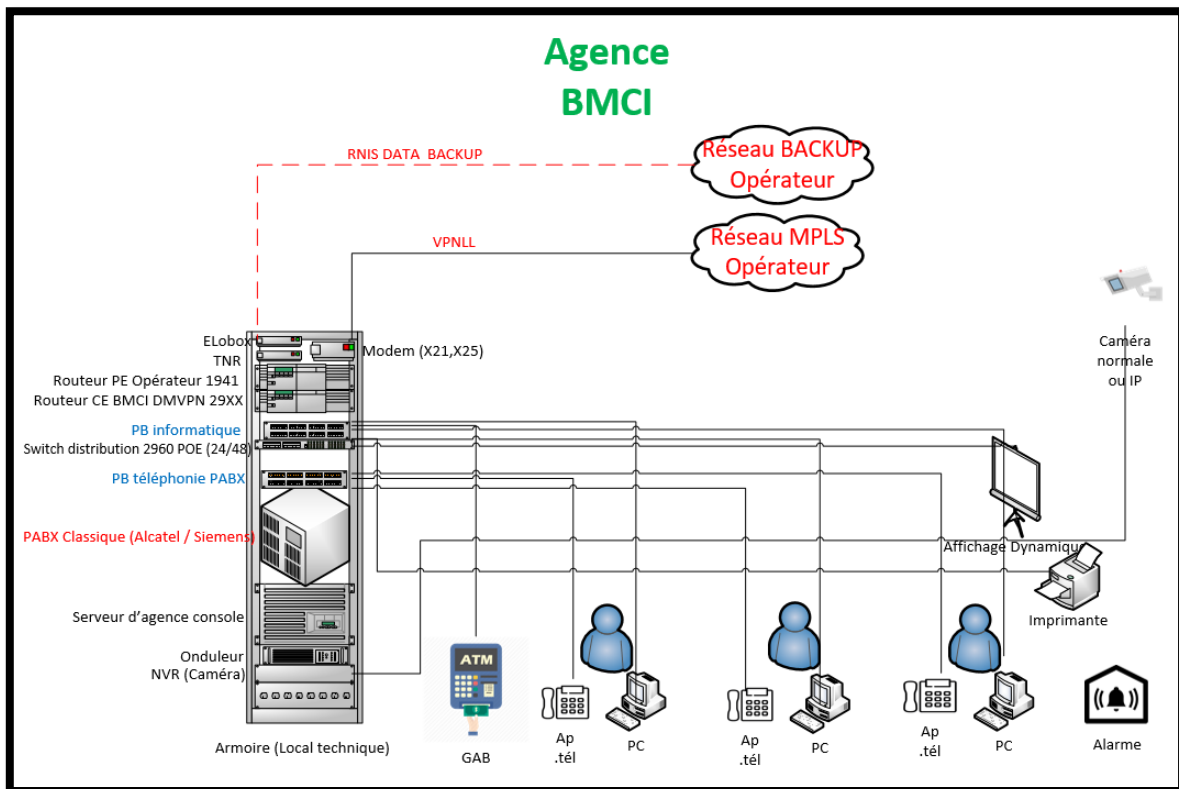 Agence
BMCI
RNIS DATA BACKUP
Réseau BACKUP
Opérateur
VPNLL
Réseau MPLS
Opérateur
ELobox
TNR
Modem (X21,X25)
Caméra
normale
ou IP
Routeur PE Opérateur 1941
Routeur CE BMCI DMVPN 29XX
PB informatique
Switch distribution 2960 POE (24/48)
PB téléphonie PABX
PABX Classique (Alcatel / Siemens)
Affichage Dynamique
Serveur d’agence console
Imprimante
Onduleur
NVR (Caméra)
ATM
Armoire (Local technique)
GAB
Ap
.tél
PC
Ap
.tél
PC
Ap
.tél
PC
Alarme